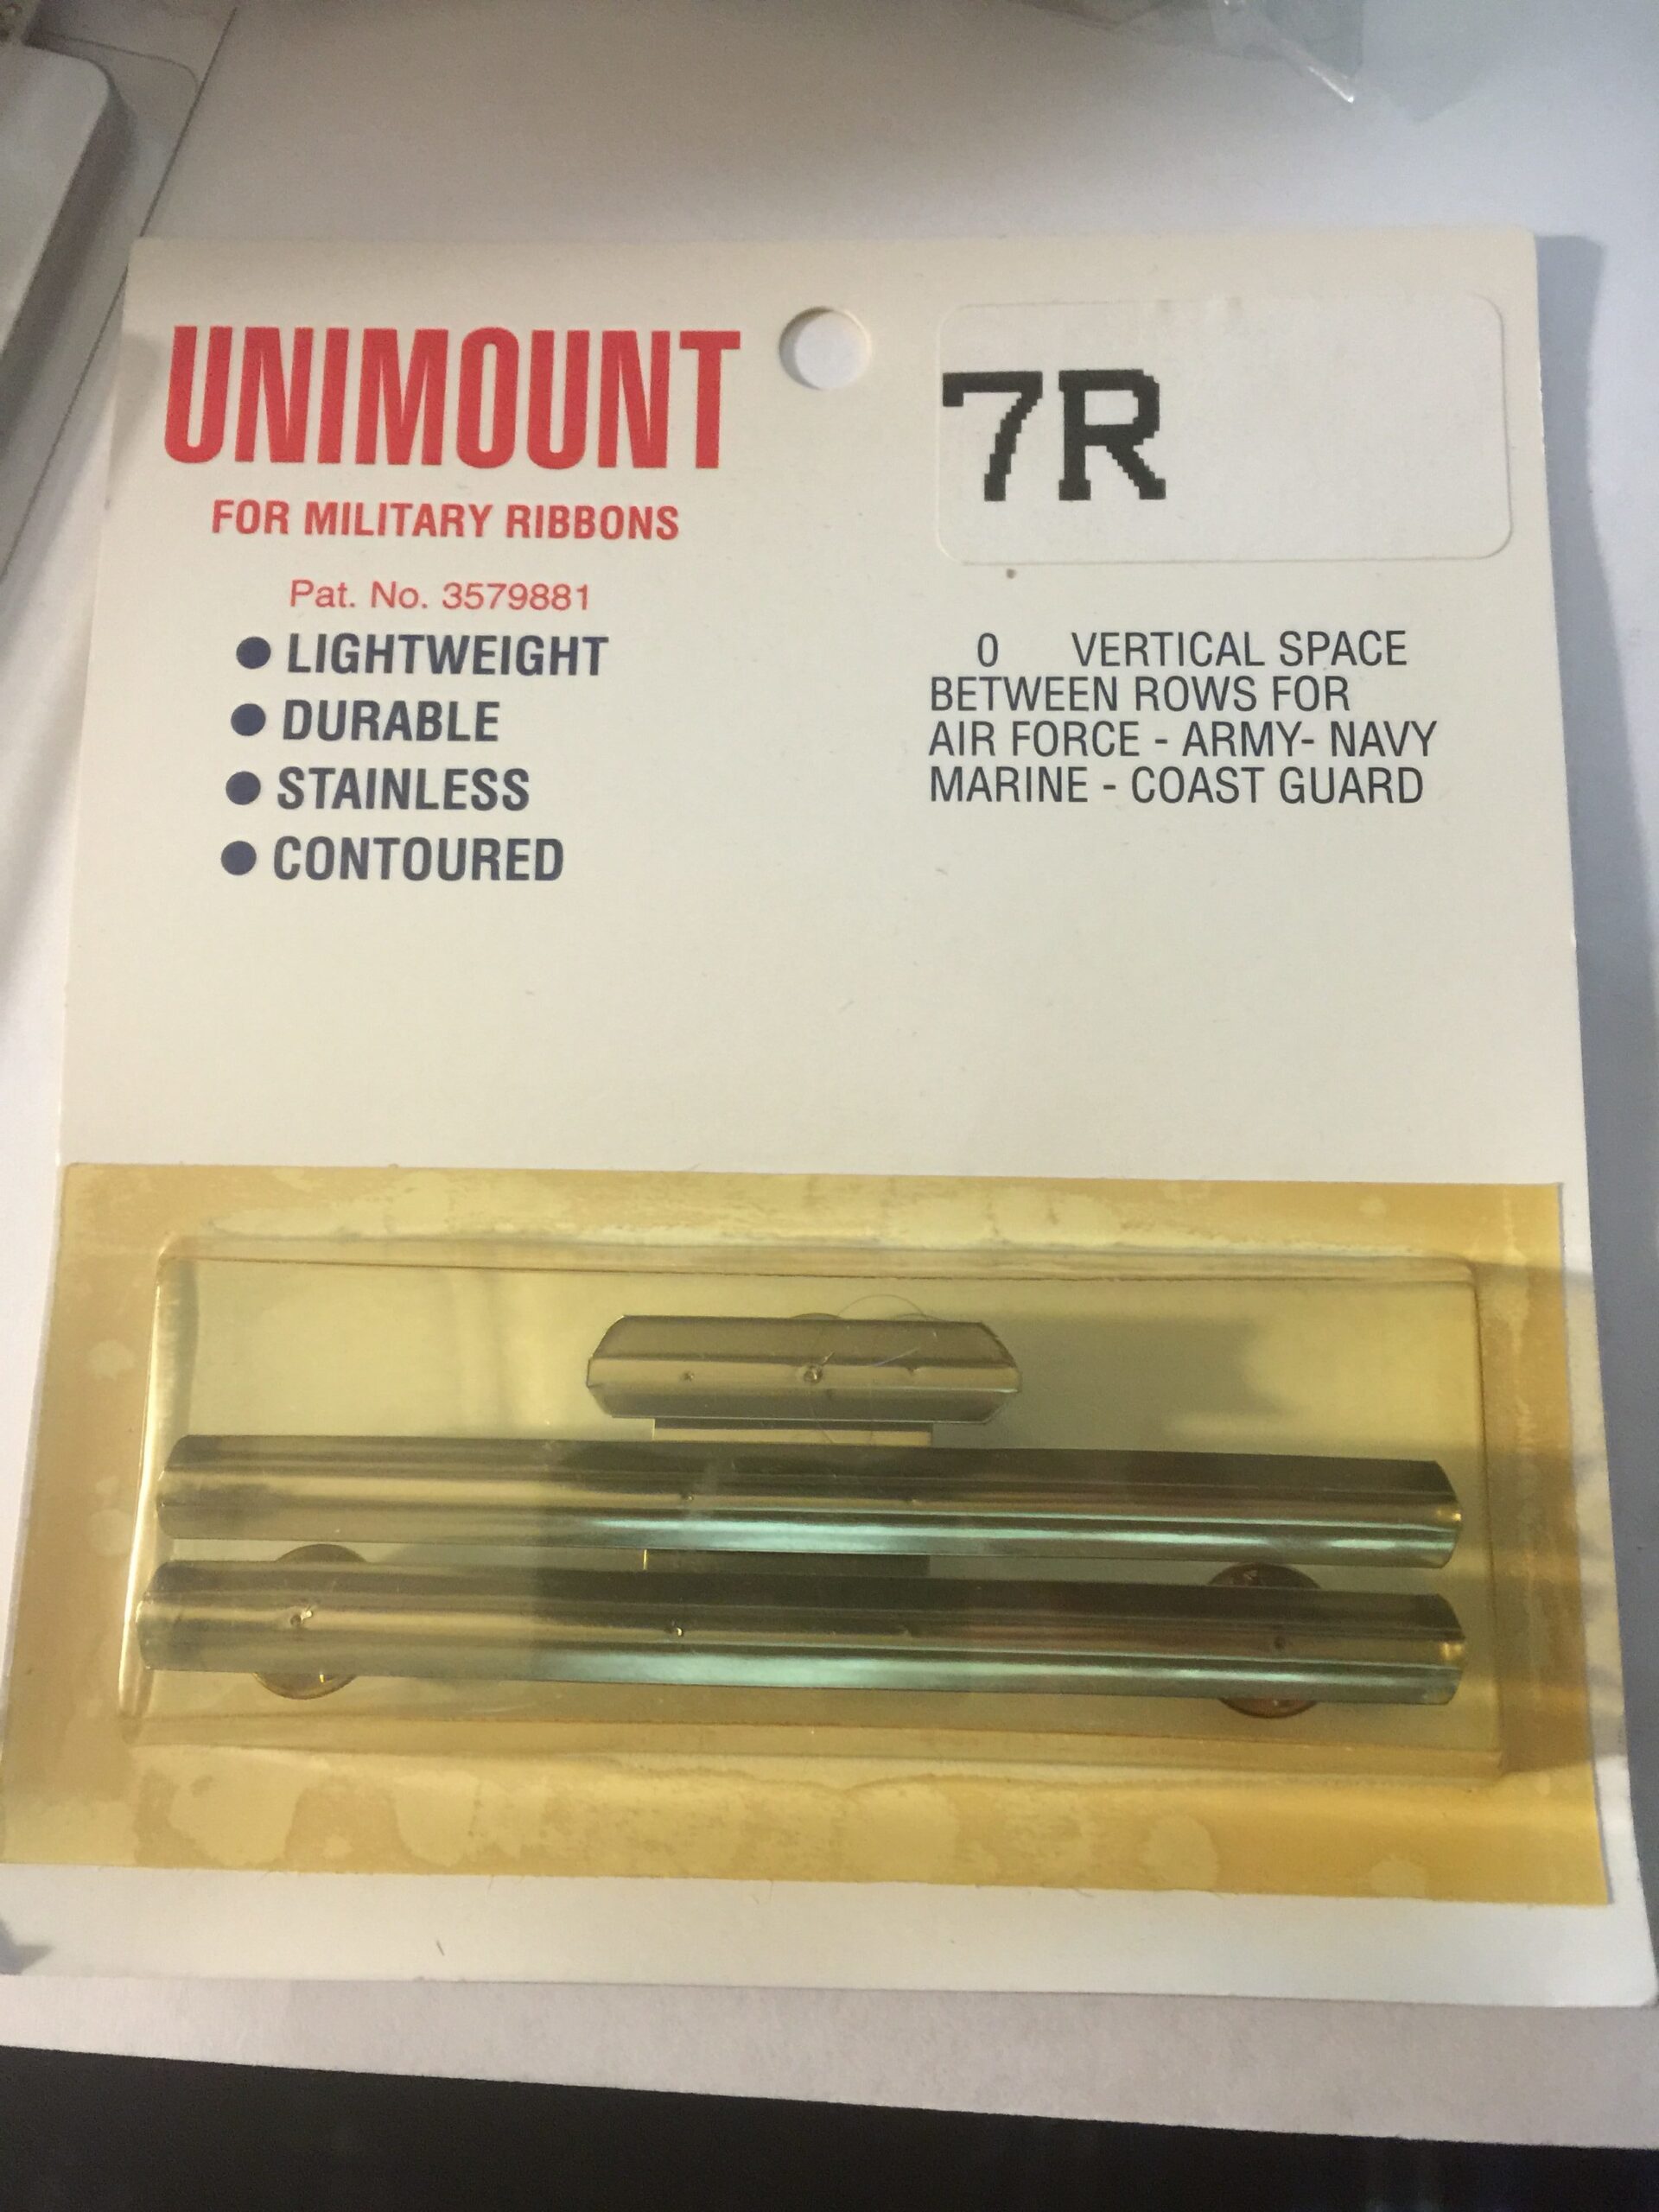 UNIMOUNT
FOR MILITARY RIBBONS
Pat. No. 3579881
● LIGHTWEIGHT
● DURABLE
● STAINLESS
● CONTOURED
7R
0 VERTICAL SPACE
BETWEEN ROWS FOR
AIR FORCE - ARMY- NAVY
MARINE - COAST GUARD